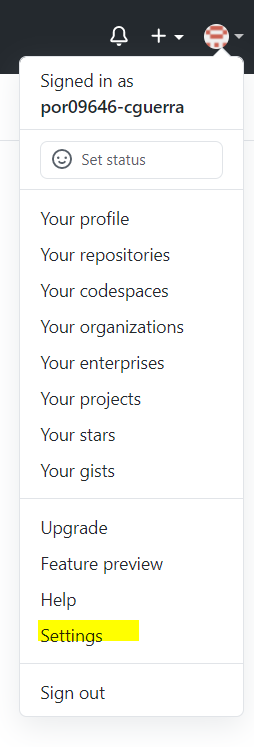 Signed in as
por09646-cguerra
Set status
Your profile
Your repositories
Your codespaces
Your organizations
Your enterprises
Your projects
Your stars
Your gists
Upgrade
Feature preview
Help
Settings
Sign out